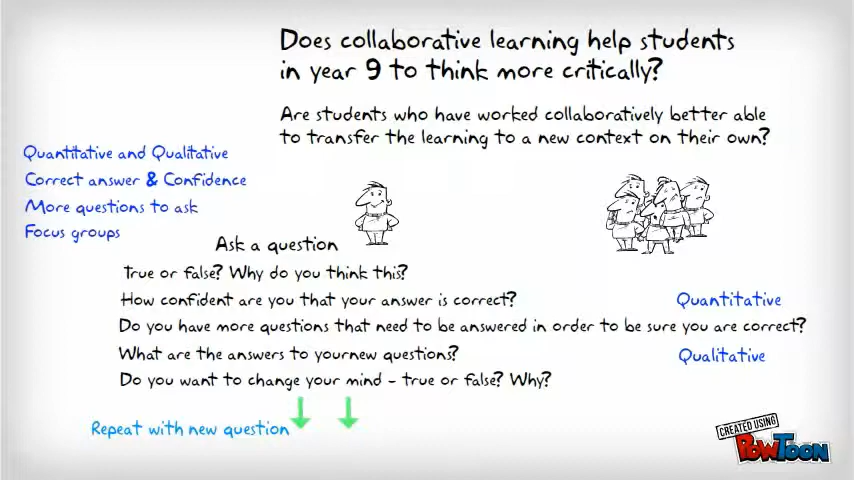 Does collaborative learning help students
in year 9 to think more critically?
Are students who have worked collaboratively better able
to transfer the learning to a new context on their own?
Quantitative and Qualitative
Correct answer & Confidence
More questions to ask
Focus groups
Ask a question
True or false? Why do you think this?
How confident are you that your answer is correct?
Quantitative
Do you have more questions that need to be answered in order to be sure you are correct?
What are the answers to yournew questions?
Qualitative
Do you want to change your mind - true or false? Why?
Repeat with new question
CREATED USING
POWTOON